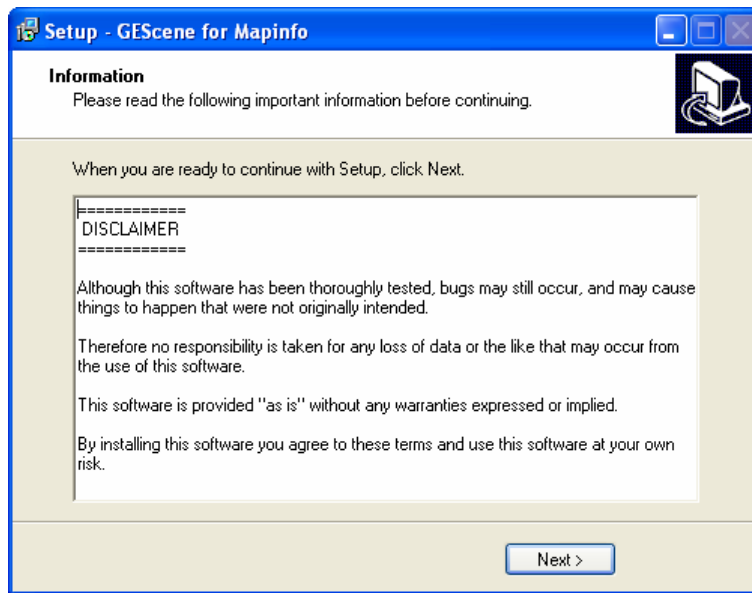 Setup - GEScene for Mapinfo
Information
Please read the following important information before continuing.
When you are ready to continue with Setup, click Next.
============
DISCLAIMER
============
Although this software has been thoroughly tested, bugs may still occur, and may cause
things to happen that were not originally intended.
Therefore no responsibility is taken for any loss of data or the like that may occur from
the use of this software.
This software is provided "as is" without any warranties expressed or implied.
By installing this software you agree to these terms and use this software at your own
risk.
Next >